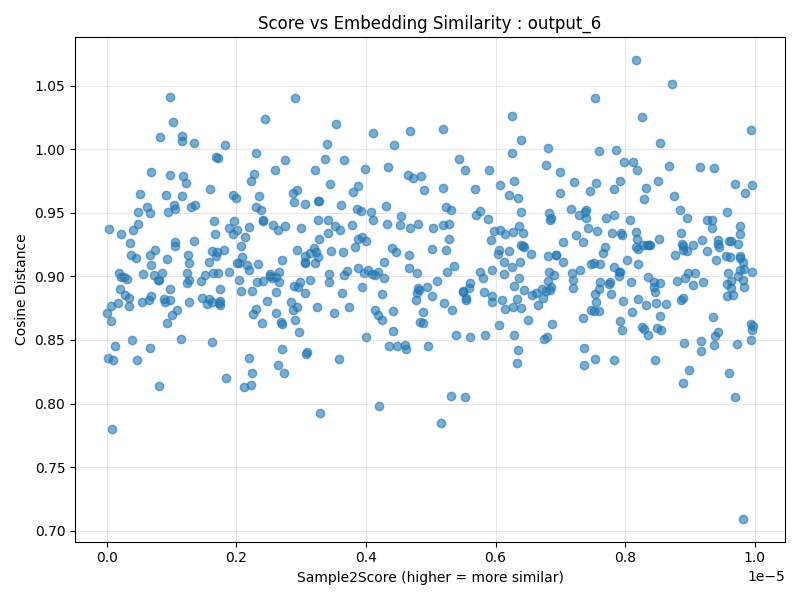 Score vs Embedding Similarity : output_6
Cosine Distance
1.05
1.00
0.95
0.90
0.85
0.80
0.75
0.70
0.0 0.2 0.4 0.6 0.8 1.0
1e−5
Sample2Score (higher = more similar)